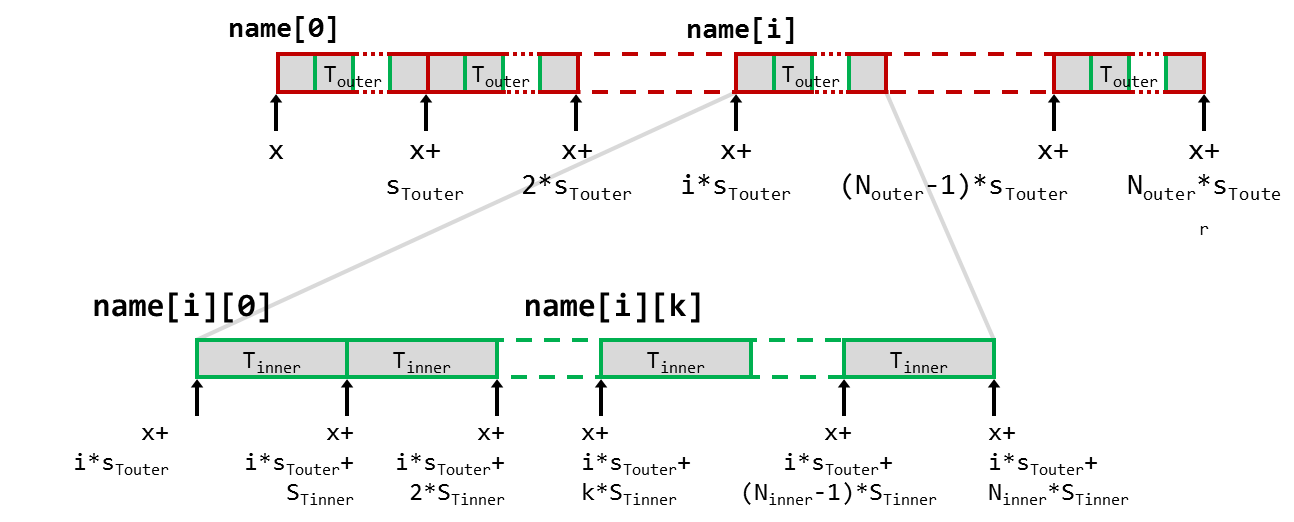 name[0] name[i]
Touter Touter Touter Touter
x x+ x+ x+ x+ x+
sTouter 2*sTouter i*sTouter (Nouter-1)*sTouter Nouter*sToute
r
name[i][0] name[i][k]
Tinner Tinner Tinner Tinner
x+ x+ x+ x+ x+ x+
i*sTouter i*sTouter+ i*sTouter+ i*sTouter+ i*sTouter+ i*sTouter+
STinner 2*STinner k*STinner (Ninner-1)*STinner Ninner*STinner